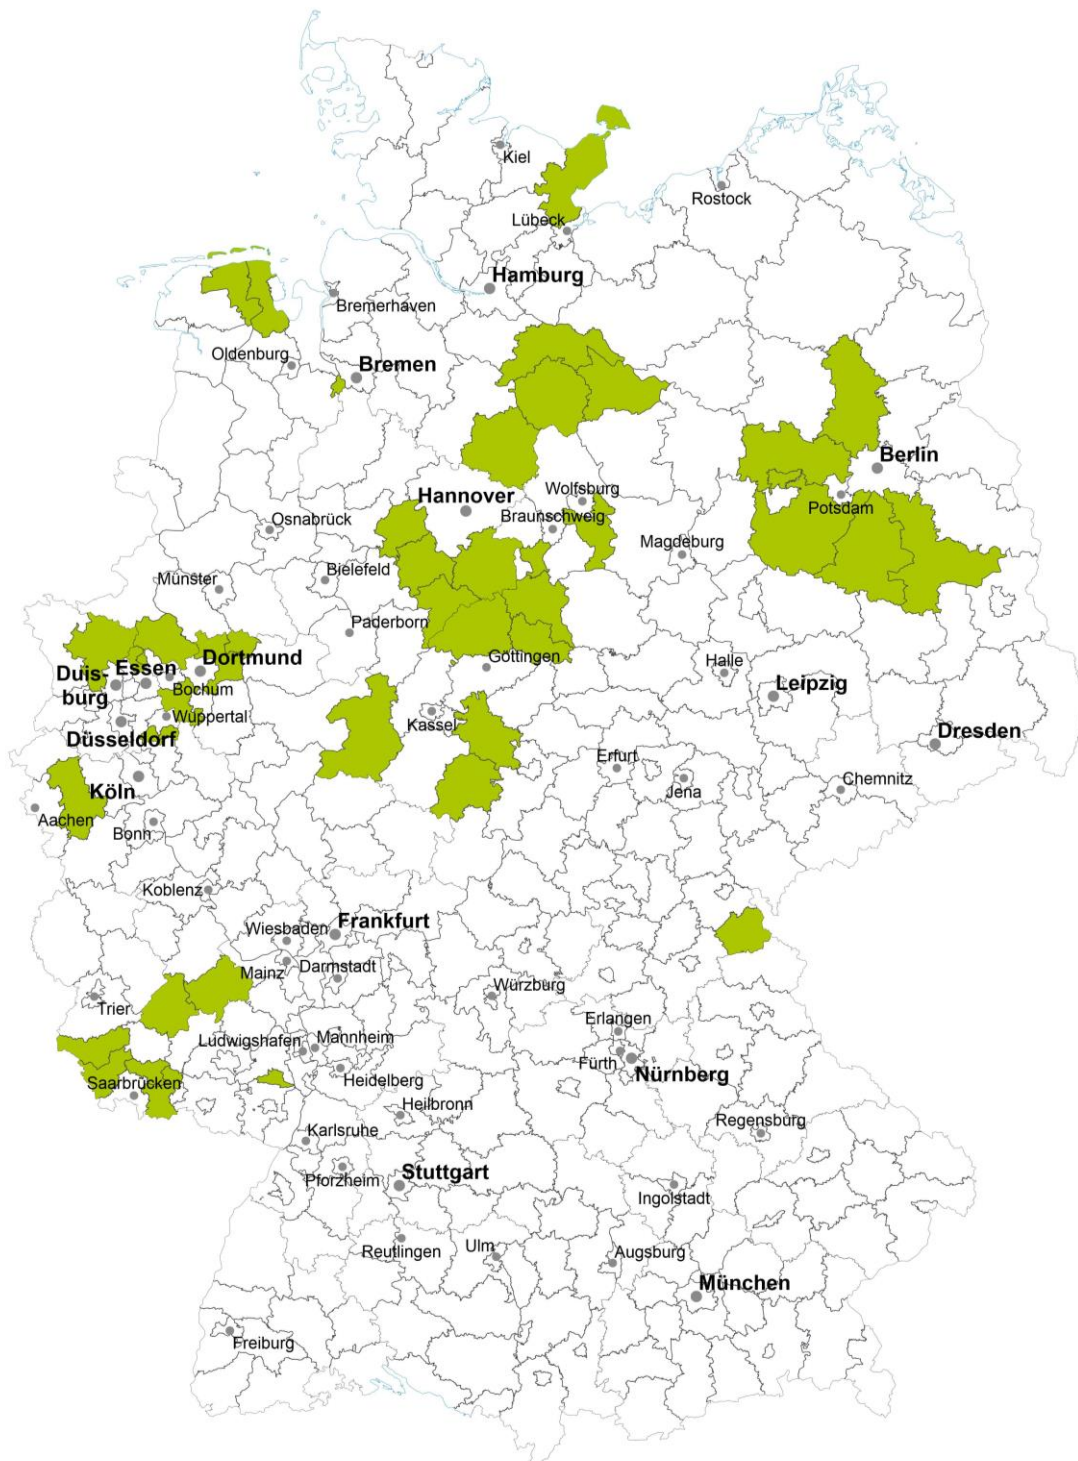 Kiel
Rostock
Lübeck
Hamburg
Bremerhaven
Oldenburg
Bremen
Berlin
Wolfsburg
Hannover
Potsdam
Braunschweig
Osnabrück
Magdeburg
Bielefeld
Münster
Paderborn
Göttingen
Halle
Duis-
burg
Essen
Dortmund
Bochum
Leipzig
Wuppertal
Kassel
Düsseldorf
Dresden
Erfurt
Köln
Jena
Chemnitz
Aachen
Bonn
Koblenz
Frankfurt
Wiesbaden
Mainz
Darmstadt
Würzburg
Trier
Erlangen
Ludwigshafen
Mannheim
Fürth
Nürnberg
Saarbrücken
Heidelberg
Heilbronn
Regensburg
Karlsruhe
Pforzheim
Stuttgart
Ingolstadt
Reutlingen
Ulm
Augsburg
München
Freiburg